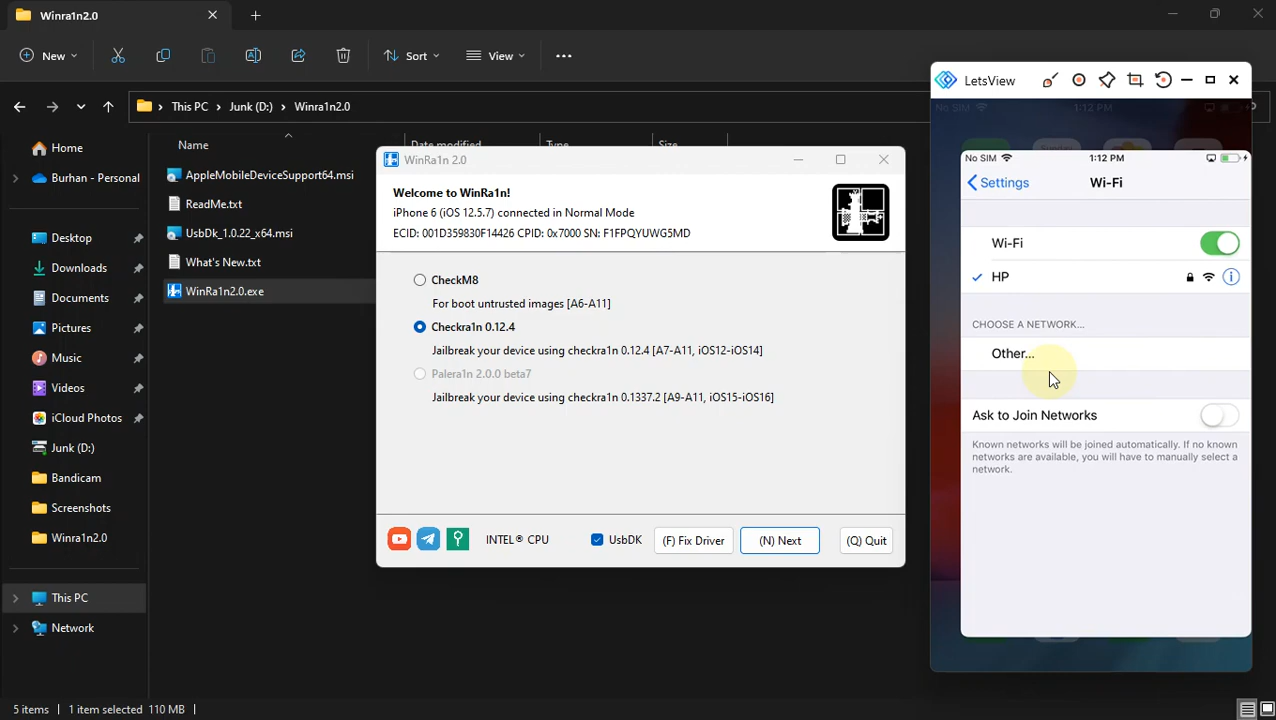 Winra1n2.0
New
Sort
View
This PC
Junk (D:)
Winra1n2.0
Home
Burhan - Personal
Desktop
Downloads
Documents
Pictures
Music
Videos
iCloud Photos
Junk (D:)
Bandicam
Screenshots
Winra1n2.0
This PC
Network
Name
Date modified
Type
Size
AppleMobileDeviceSupport64.msi
ReadMe.txt
UsbDk_1.0.22_x64.msi
What's New.txt
WinRa1n2.0.exe
WinRa1n 2.0
Welcome to WinRa1n!
iPhone 6 (iOS 12.5.7) connected in Normal Mode
ECID: 001D359830F14426 CPID: 0x7000 SN: F1FPQYUWG5MD
CheckM8
For boot untrusted images [A6-A11]
Checkra1n 0.12.4
Jailbreak your device using checkra1n 0.12.4 [A7-A11, iOS12-iOS14]
Palera1n 2.0.0 beta7
Jailbreak your device using checkra1n 0.1337.2 [A9-A11, iOS15-iOS16]
INTEL® CPU
UsbDK
(F) Fix Driver
(N) Next
(Q) Quit
LetsView
No SIM
1:12 PM
No SIM
1:12 PM
Settings
Wi-Fi
Wi-Fi
HP
CHOOSE A NETWORK...
Other...
Ask to Join Networks
Known networks will be joined automatically. If no known
networks are available, you will have to manually select a
network.
5 items
1 item selected 110 MB